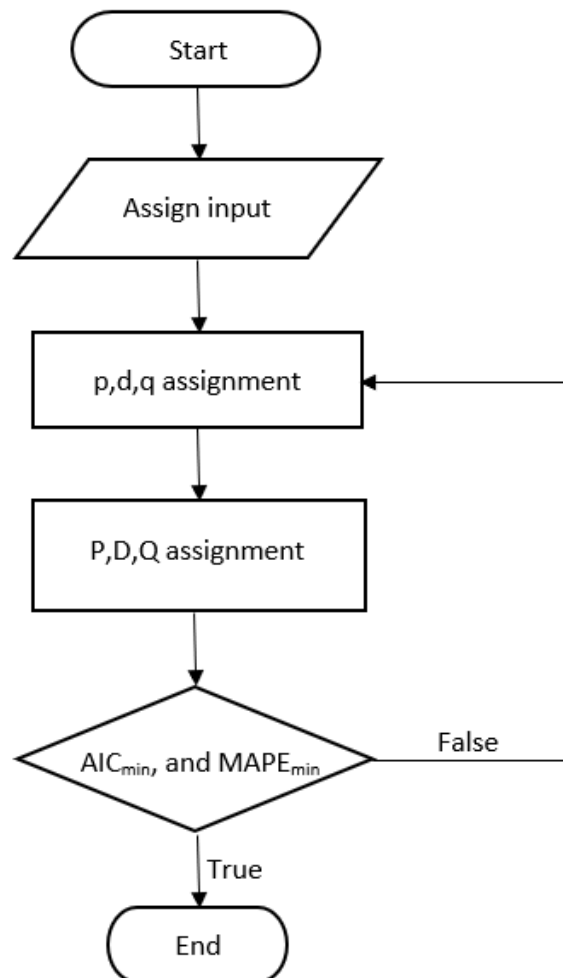 Start
Assign input
p,d,q assignment
P,D,Q assignment
AICmin, and MAPEmin
False
True
End